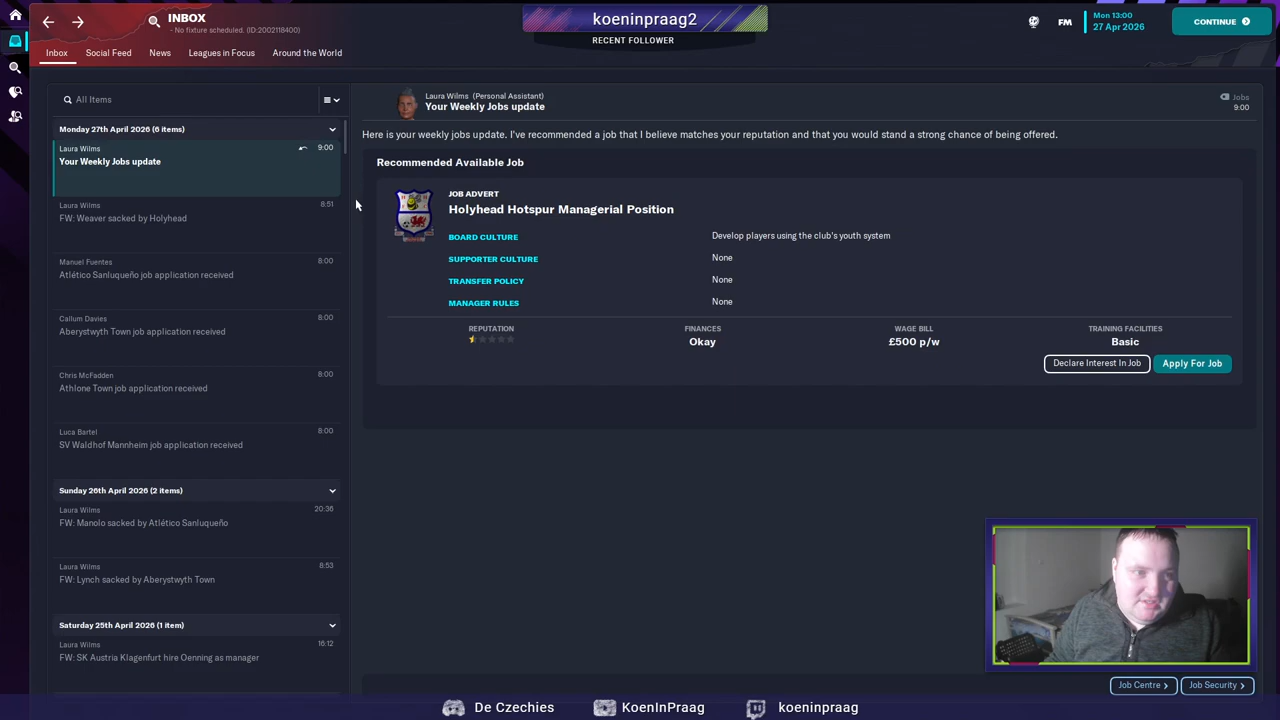 INBOX
- No fixture scheduled. (ID:2002118400)
koeninpraag2
RECENT FOLLOWER
FM
Mon 13:00
27 Apr 2026
CONTINUE
Inbox
Social Feed
News
Leagues in Focus
Around the World
All Items
Monday 27th April 2026 (6 items)
Laura Wilms
9:00
Your Weekly Jobs update
Laura Wilms
8:51
FW: Weaver sacked by Holyhead
Manuel Fuentes
8:00
Atlético Sanluqueño job application received
Callum Davies
8:00
Aberystwyth Town job application received
Chris McFadden
8:00
Athlone Town job application received
Luca Bartel
8:00
SV Waldhof Mannheim job application received
Sunday 26th April 2026 (2 items)
Laura Wilms
20:36
FW: Manolo sacked by Atlético Sanluqueño
Laura Wilms
8:53
FW: Lynch sacked by Aberystwyth Town
Saturday 25th April 2026 (1 item)
Laura Wilms
16:12
FW: SK Austria Klagenfurt hire Oenning as manager
Laura Wilms (Personal Assistant)
Your Weekly Jobs update
Jobs
9:00
Here is your weekly jobs update. I've recommended a job that I believe matches your reputation and that you would stand a strong chance of being offered.
Recommended Available Job
JOB ADVERT
Holyhead Hotspur Managerial Position
BOARD CULTURE
Develop players using the club's youth system
SUPPORTER CULTURE
None
TRANSFER POLICY
None
MANAGER RULES
None
REPUTATION
FINANCES
Okay
WAGE BILL
£500 p/w
TRAINING FACILITIES
Basic
Declare Interest In Job
Apply For Job
Job Centre
Job Security
De Czechies
KoenInPraag
koeninpraag